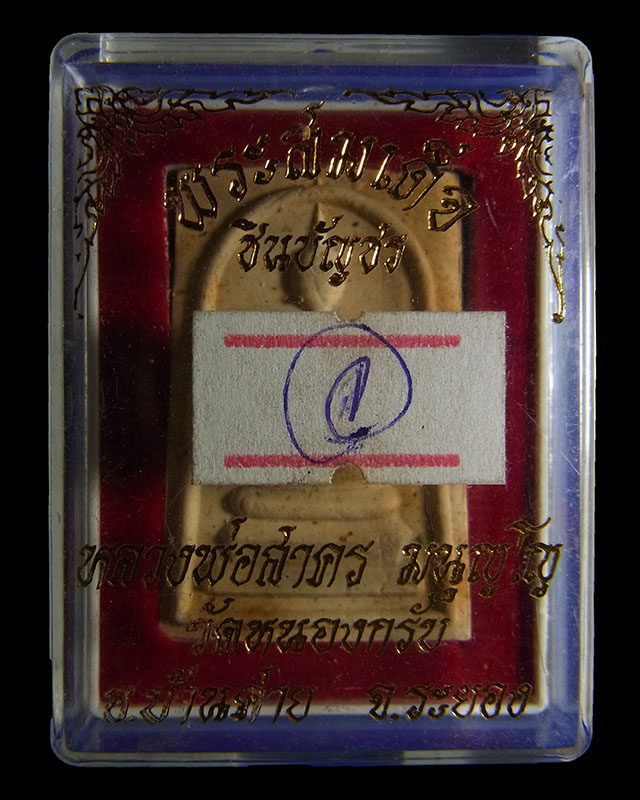 พระสมเด็จ
ชินบัญชร
๑
หลวงพ่อสาคร มนุญโญ
วัดหนองกรับ
อ.บ้านค่าย จ.ระยอง